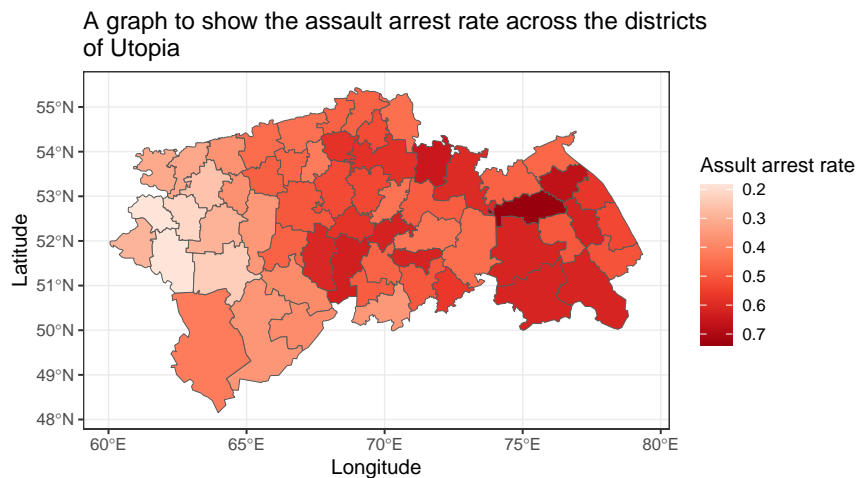 A graph to show the assault arrest rate across the districts
of Utopia
55°N
54°N
53°N
52°N
51°N
50°N
49°N
48°N
Latitude
60°E
65°E
70°E
75°E
80°E
Longitude
Assult arrest rate
0.2
0.3
0.4
0.5
0.6
0.7